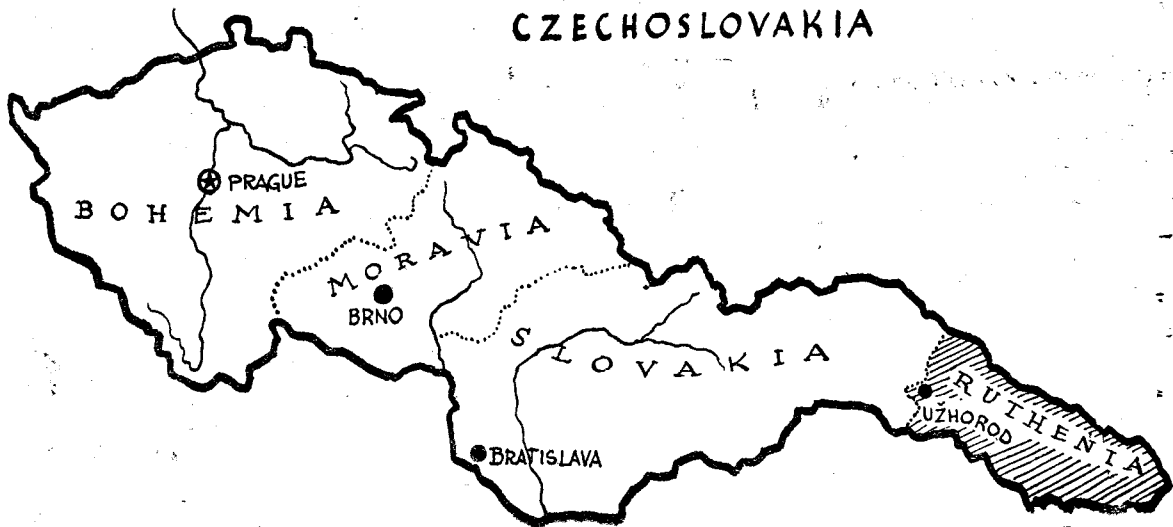 CZECHOSLOVAKIA
PRAGUE
BOHEMIA
MORAVIA
BRNO
SLOVAKIA
RUTHENIA
UŽHOROD
BRATISLAVA